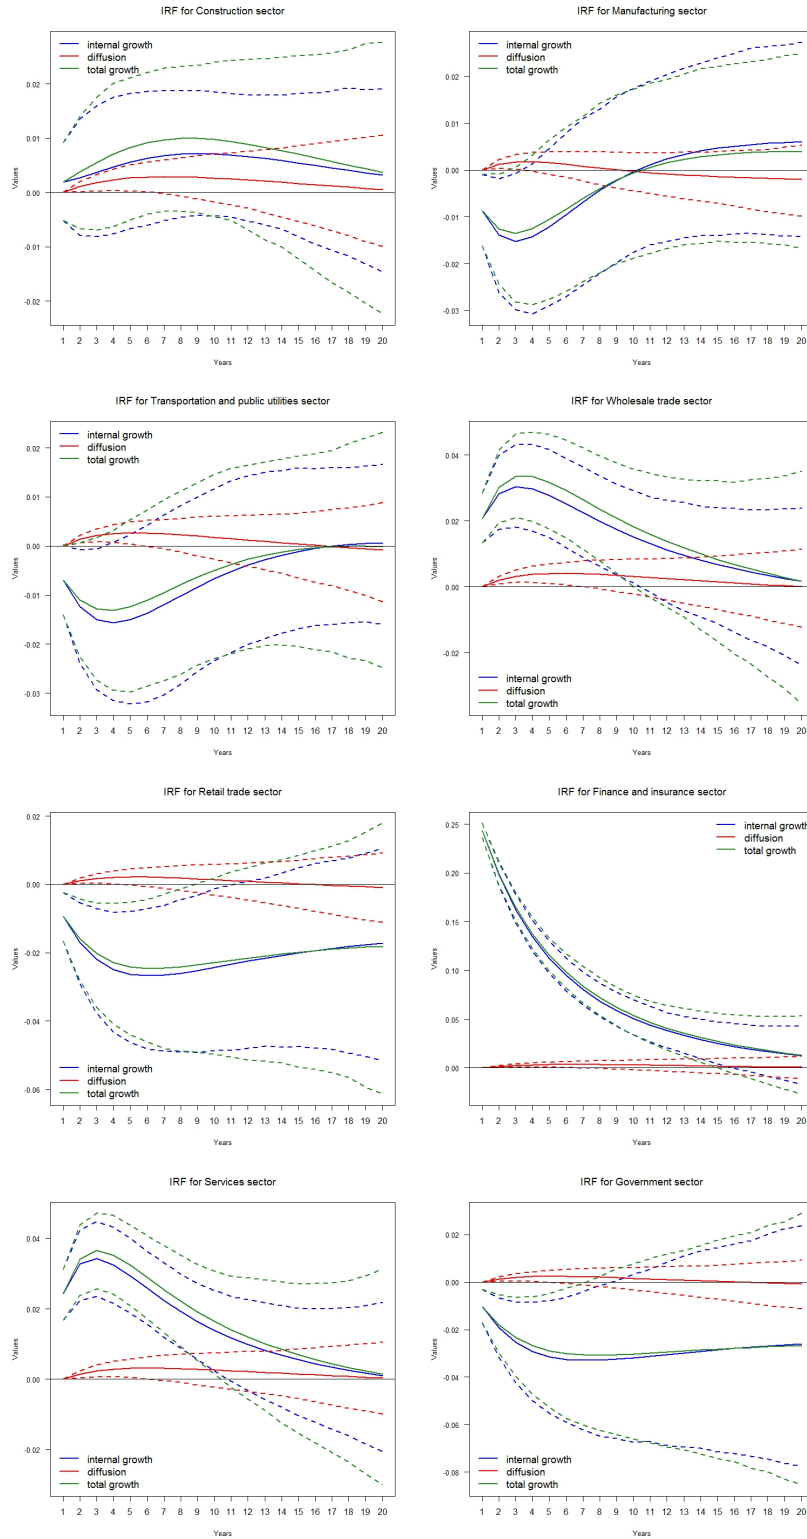 IRF for Construction sector
internal growth
diffusion
total growth
0.02
0.01
0.00
-0.01
-0.02
Values
1 2 3 4 5 6 7 8 9 10 11 12 13 14 15 16 17 18 19 20
Years
IRF for Manufacturing sector
internal growth
diffusion
total growth
0.02
0.01
0.00
-0.01
-0.02
-0.03
Values
1 2 3 4 5 6 7 8 9 10 11 12 13 14 15 16 17 18 19 20
Years
IRF for Transportation and public utilities sector
internal growth
diffusion
total growth
0.02
0.01
0.00
-0.01
-0.02
-0.03
Values
1 2 3 4 5 6 7 8 9 10 11 12 13 14 15 16 17 18 19 20
Years
IRF for Wholesale trade sector
0.04
0.02
0.00
-0.02
Values
internal growth
diffusion
total growth
1 2 3 4 5 6 7 8 9 10 11 12 13 14 15 16 17 18 19 20
Years
IRF for Retail trade sector
0.02
0.00
-0.02
-0.04
-0.06
Values
internal growth
diffusion
total growth
1 2 3 4 5 6 7 8 9 10 11 12 13 14 15 16 17 18 19 20
Years
IRF for Finance and insurance sector
internal growth
diffusion
total growth
0.25
0.20
0.15
0.10
0.05
0.00
Values
1 2 3 4 5 6 7 8 9 10 11 12 13 14 15 16 17 18 19 20
Years
IRF for Services sector
0.04
0.02
0.00
-0.02
Values
internal growth
diffusion
total growth
1 2 3 4 5 6 7 8 9 10 11 12 13 14 15 16 17 18 19 20
Years
IRF for Government sector
0.02
0.00
-0.02
-0.04
-0.06
-0.08
Values
internal growth
diffusion
total growth
1 2 3 4 5 6 7 8 9 10 11 12 13 14 15 16 17 18 19 20
Years